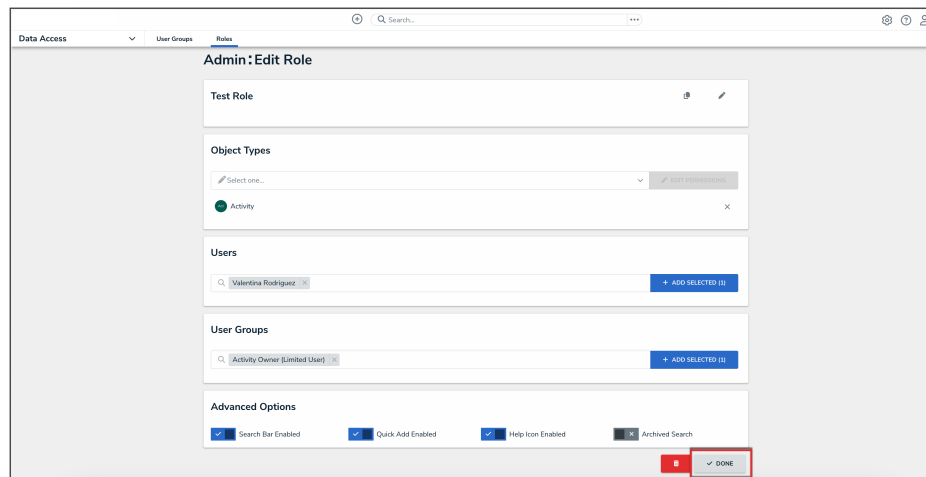 Search...
Data Access User Groups Roles
Admin:Edit Role
Test Role
Object Types
Select one... EDIT PERMISSIONS
Activity
Users
Valentina Rodriguez × + ADD SELECTED (1)
User Groups
Activity Owner (Limited User) × + ADD SELECTED (1)
Advanced Options
Search Bar Enabled Quick Add Enabled Help Icon Enabled Archived Search
DONE